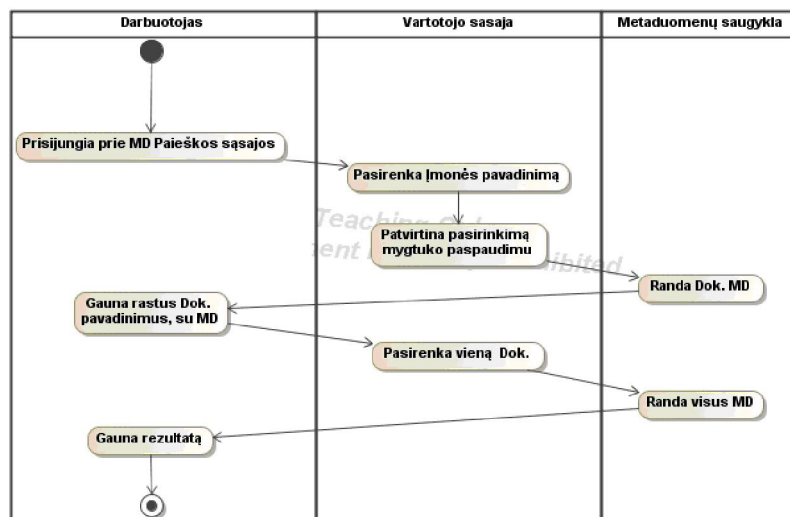 Darbuotojas
Vartotojo sasaja
Metaduomenų saugykla
Prisijungia prie MD Paieškos sąsajos
Pasirenka Įmonės pavadinimą
Teaching
Patvirtina pasirinkimą
mygtuko paspaudimu
Randa Dok. MD
Gauna rastus Dok.
pavadinimus, su MD
Pasirenka vieną Dok.
Randa visus MD
Gauna rezultatą